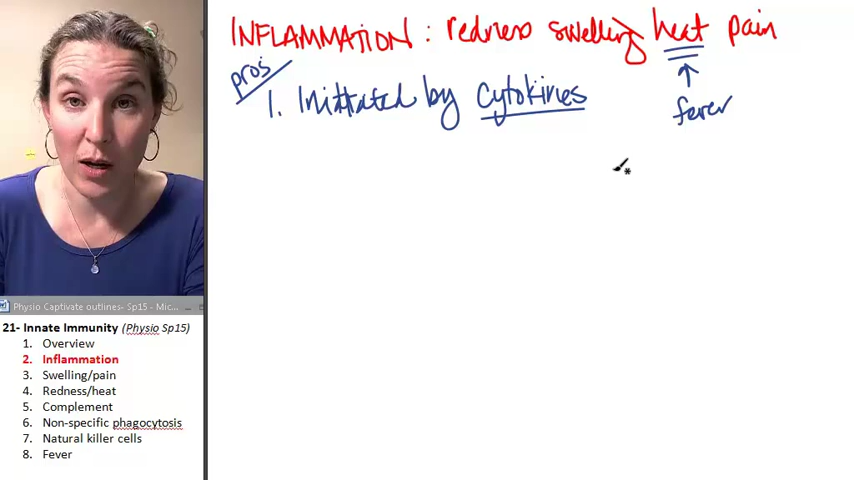 INFLAMMATION: redness swelling heat pain
pros
1. Initiated by cytokines
fever
Physio Captivate outlines- Sp15 - Mic...
21- Innate Immunity (Physio Sp15)
1. Overview
2. Inflammation
3. Swelling/pain
4. Redness/heat
5. Complement
6. Non-specific phagocytosis
7. Natural killer cells
8. Fever